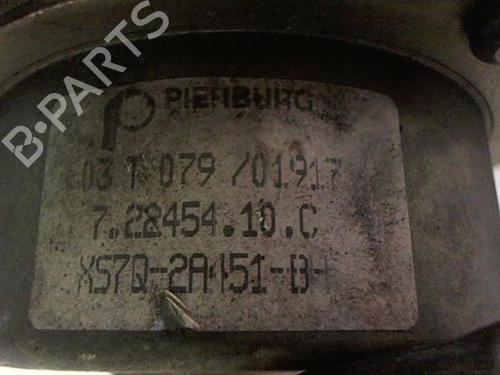 B-PARTS
PIERBURG
03 T 079 /01917
7.28454.10.C
XS7Q-2A451-B